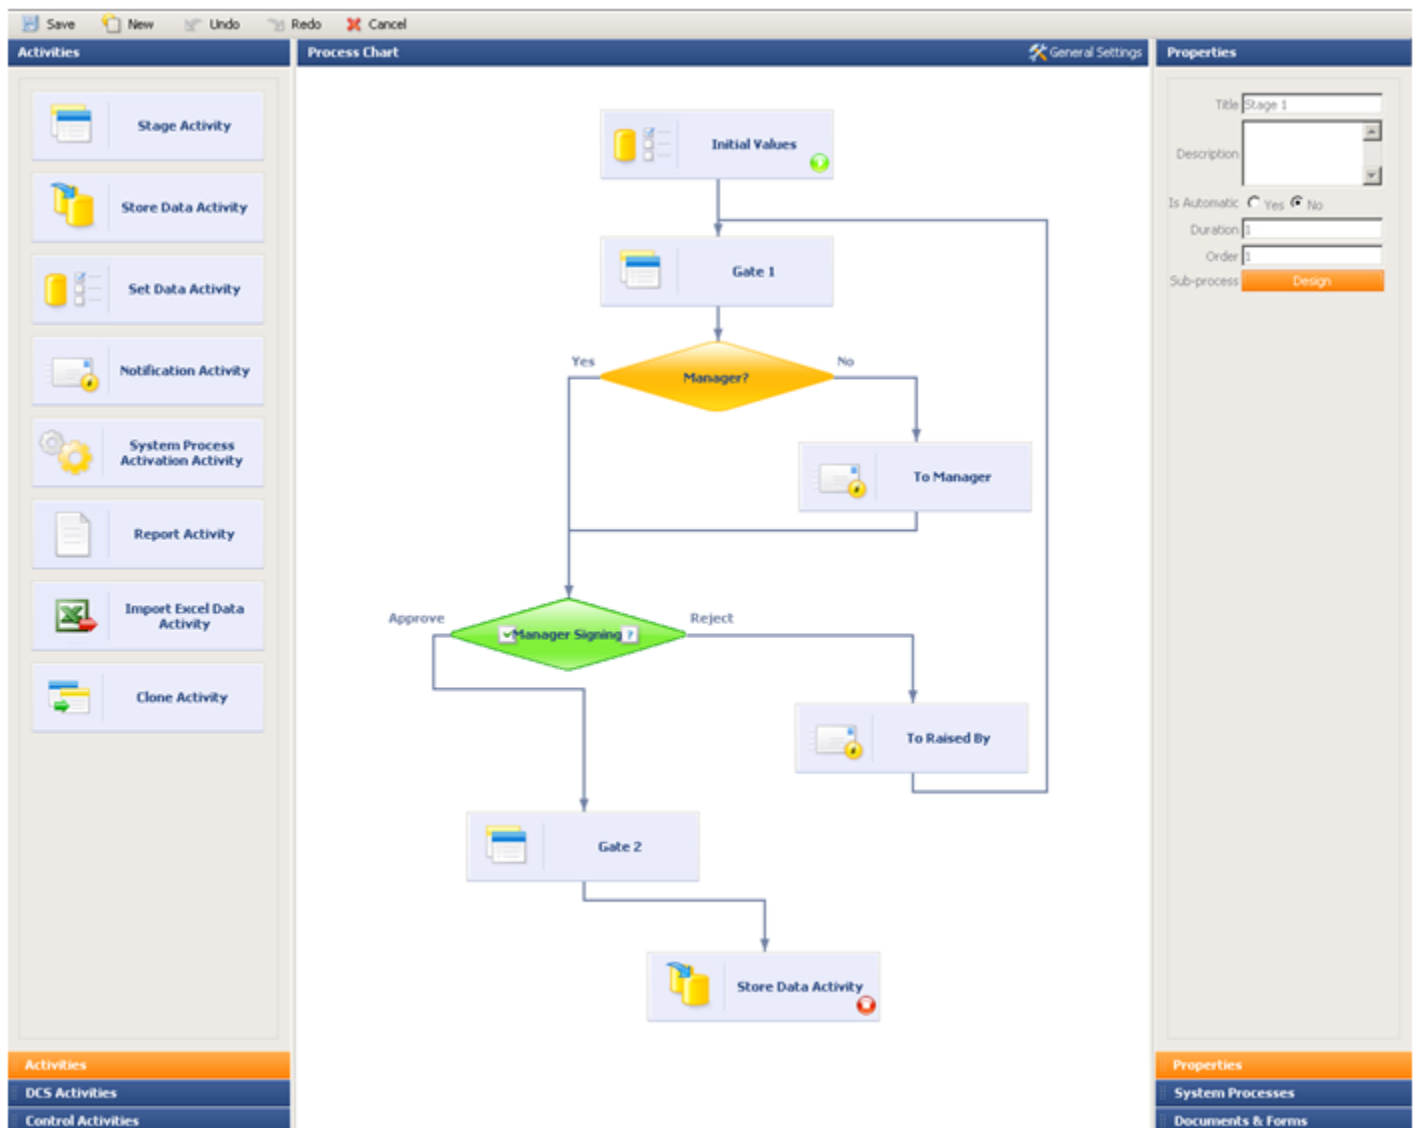 Save New Undo Redo Cancel
Activities
Stage Activity
Store Data Activity
Set Data Activity
Notification Activity
System Process
Activation Activity
Report Activity
Import Excel Data
Activity
Clone Activity
Activities
DCS Activities
Control Activities
Process Chart General Settings
Initial Values
Gate 1
Yes No
Manager?
To Manager
Approve Reject
Manager Signing ?
To Raised By
Gate 2
Store Data Activity
Properties
Title Stage 1
Description
Is Automatic Yes No
Duration 1
Order 1
Sub-process Design
Properties
System Processes
Documents & Forms